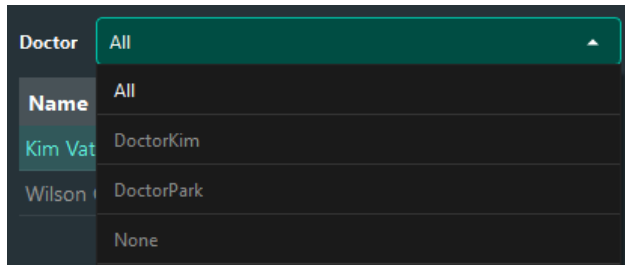 Doctor All
All
Name
DoctorKim
Kim Vat
DoctorPark
Wilson
None